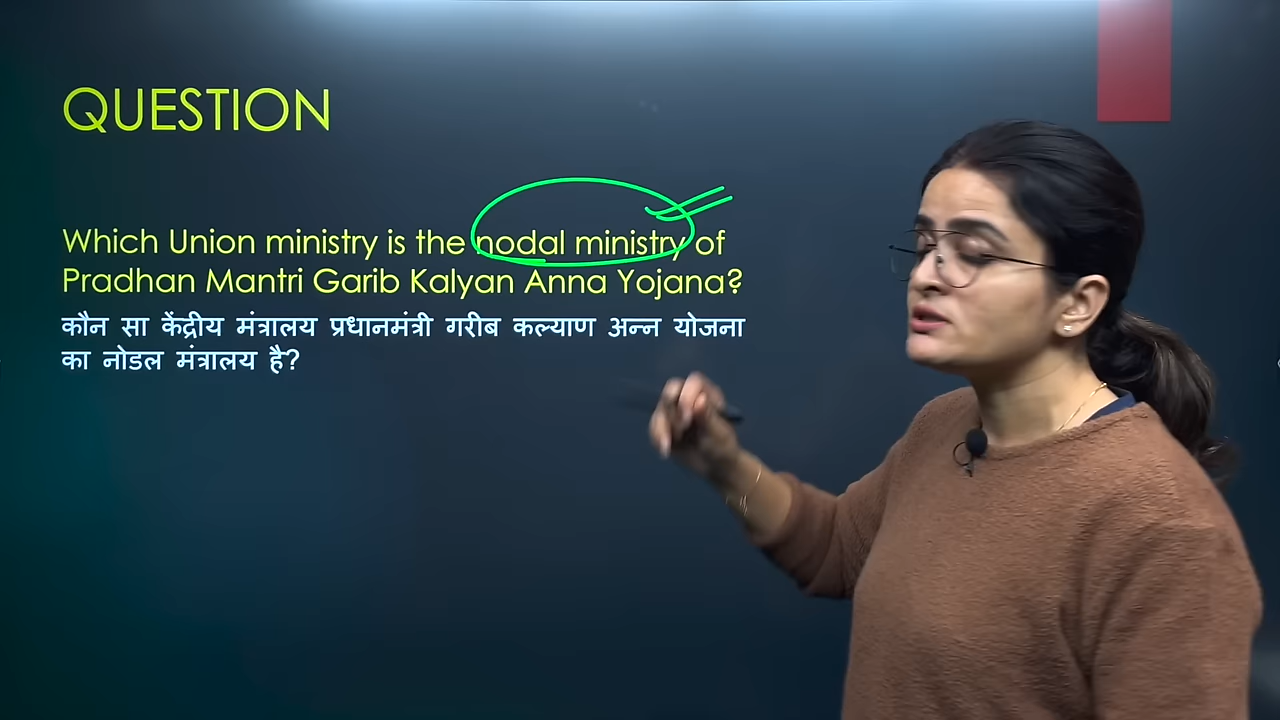 QUESTION
Which Union ministry is the nodal ministry of
Pradhan Mantri Garib Kalyan Anna Yojana?
कौन सा केंद्रीय मंत्रालय प्रधानमंत्री गरीब कल्याण अन्न योजना
का नोडल मंत्रालय है?